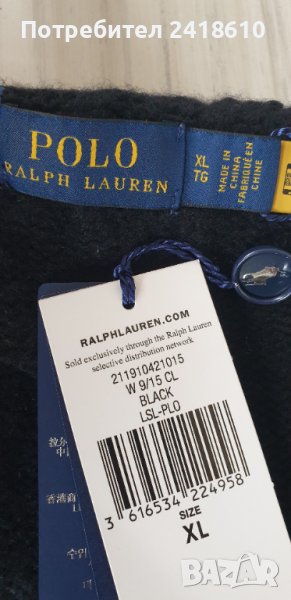 Потребител 2418610
POLO
RALPH LAUREN
XL
TG
MADE IN
CHINA
FABRIQUÉ EN
CHINE
RALPHLAUREN.COM
Sold exclusively through the Ralph Lauren
selective distribution network
211910421015
W 9/15 CL
BLACK
LSL-PLO
3 616534 224958
SIZE
XL
BAZAR